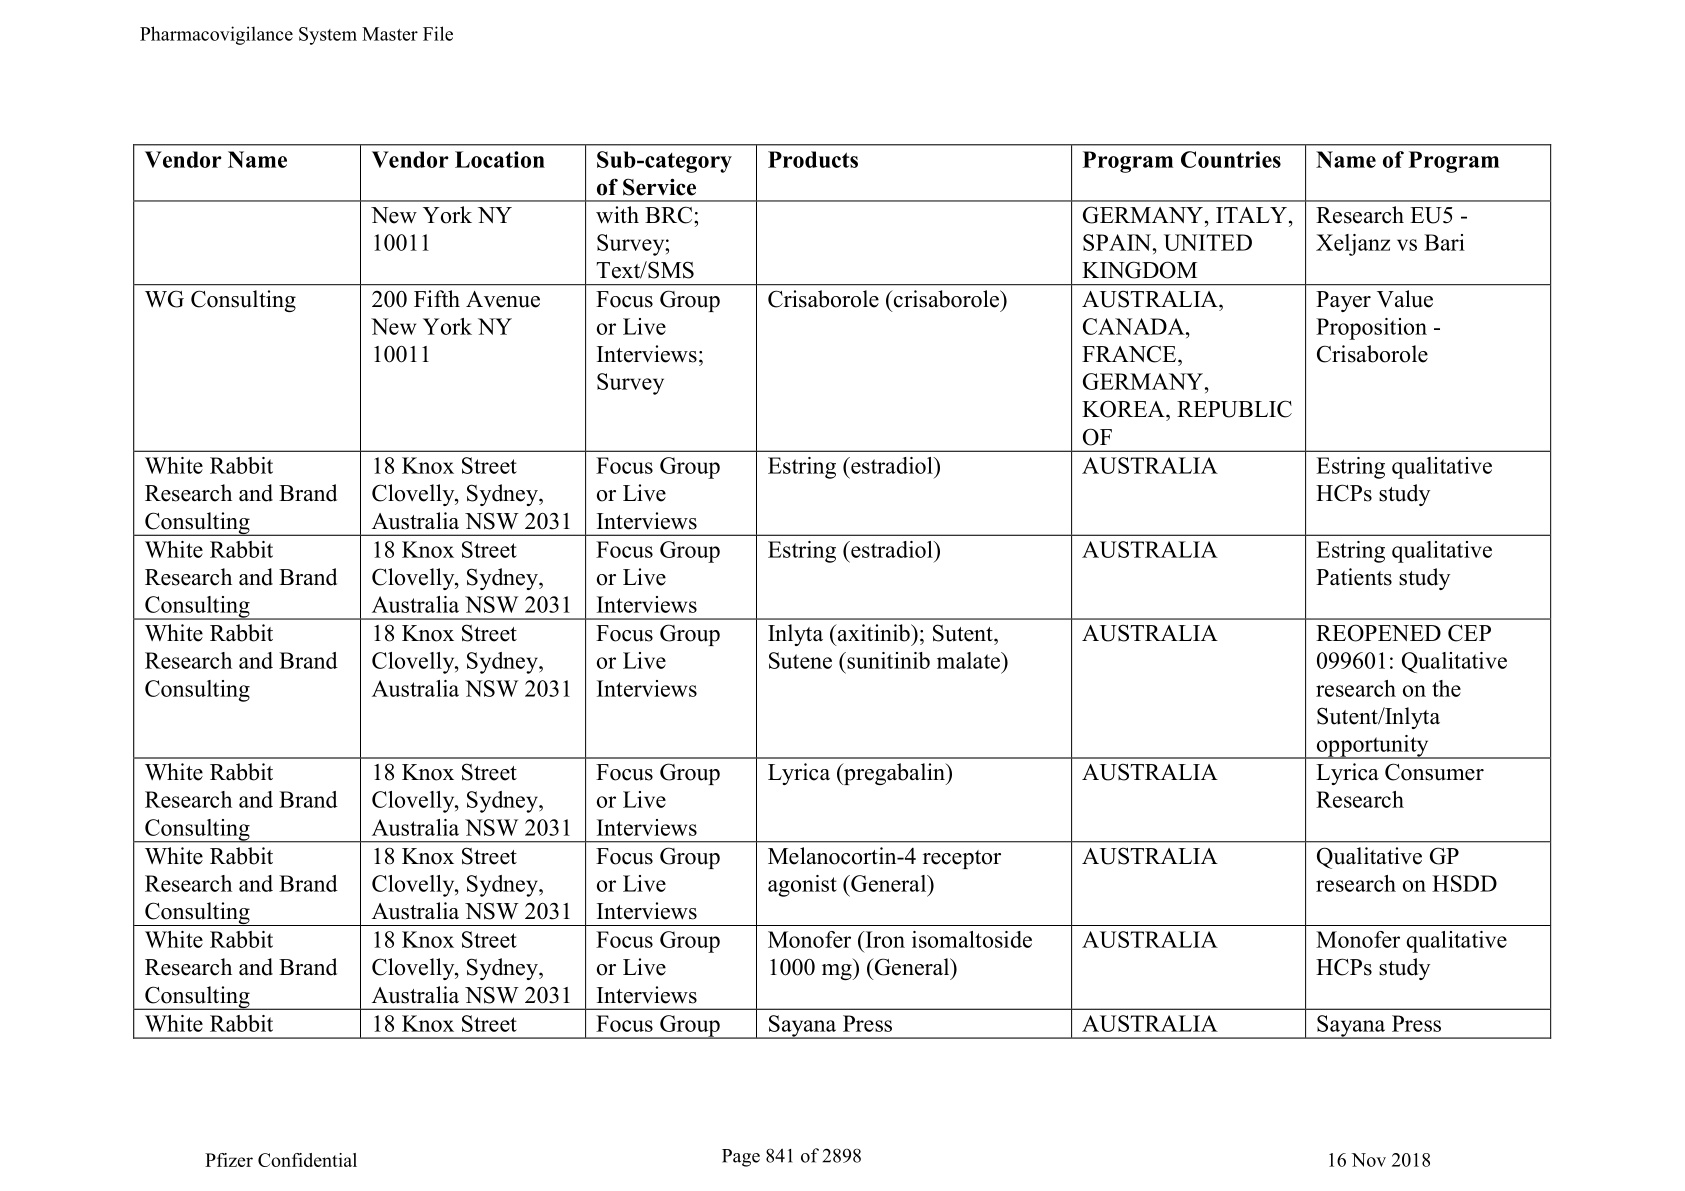 Pharmacovigilance System Master File
Vendor Name
Vendor Location
Sub-category
of Service
Products
Program Countries
Name of Program
New York NY
10011
with BRC;
Survey;
Text/SMS
GERMANY, ITALY,
SPAIN, UNITED
KINGDOM
Research EU5 -
Xeljanz vs Bari
WG Consulting
200 Fifth Avenue
New York NY
10011
Focus Group
or Live
Interviews;
Survey
Crisaborole (crisaborole)
AUSTRALIA,
CANADA,
FRANCE,
GERMANY,
KOREA, REPUBLIC
OF
Payer Value
Proposition -
Crisaborole
White Rabbit
Research and Brand
Consulting
18 Knox Street
Clovelly, Sydney,
Australia NSW 2031
Focus Group
or Live
Interviews
Estring (estradiol)
AUSTRALIA
Estring qualitative
HCPs study
White Rabbit
Research and Brand
Consulting
18 Knox Street
Clovelly, Sydney,
Australia NSW 2031
Focus Group
or Live
Interviews
Estring (estradiol)
AUSTRALIA
Estring qualitative
Patients study
White Rabbit
Research and Brand
Consulting
18 Knox Street
Clovelly, Sydney,
Australia NSW 2031
Focus Group
or Live
Interviews
Inlyta (axitinib); Sutent,
Sutene (sunitinib malate)
AUSTRALIA
REOPENED CEP
099601: Qualitative
research on the
Sutent/Inlyta
opportunity
White Rabbit
Research and Brand
Consulting
18 Knox Street
Clovelly, Sydney,
Australia NSW 2031
Focus Group
or Live
Interviews
Lyrica (pregabalin)
AUSTRALIA
Lyrica Consumer
Research
White Rabbit
Research and Brand
Consulting
18 Knox Street
Clovelly, Sydney,
Australia NSW 2031
Focus Group
or Live
Interviews
Melanocortin-4 receptor
agonist (General)
AUSTRALIA
Qualitative GP
research on HSDD
White Rabbit
Research and Brand
Consulting
18 Knox Street
Clovelly, Sydney,
Australia NSW 2031
Focus Group
or Live
Interviews
Monofer (Iron isomaltoside
1000 mg) (General)
AUSTRALIA
Monofer qualitative
HCPs study
White Rabbit
18 Knox Street
Focus Group
Sayana Press
AUSTRALIA
Sayana Press
Pfizer Confidential
Page 841 of 2898
16 Nov 2018